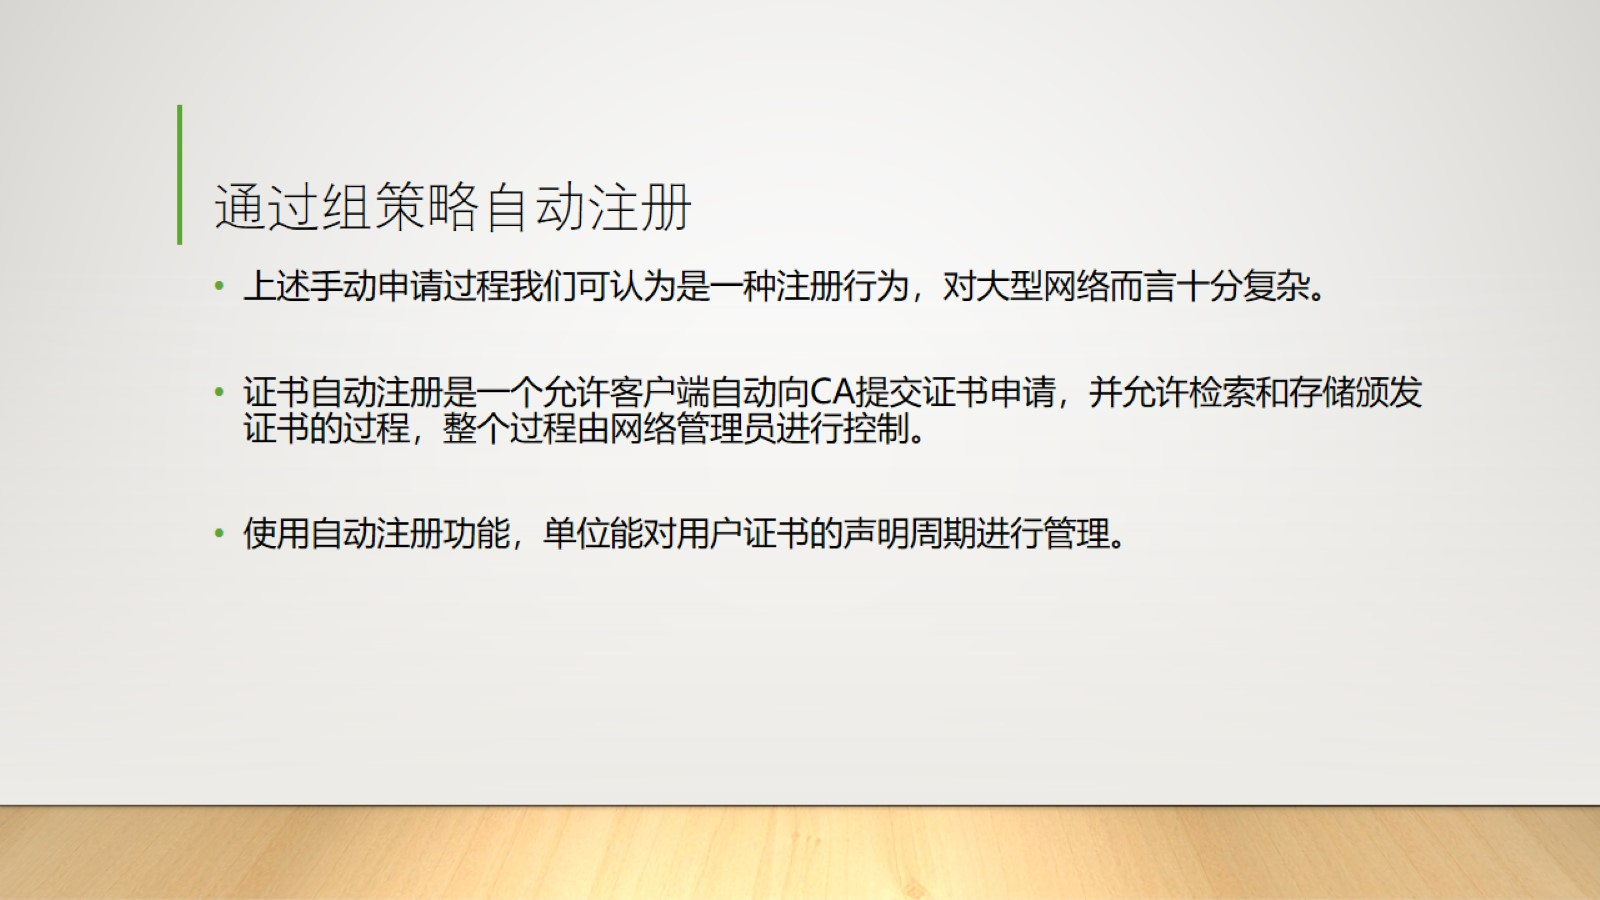 通过组策略自动注册
• 上述手动申请过程我们可认为是一种注册行为，对大型网络而言十分复杂。
• 证书自动注册是一个允许客户端自动向CA提交证书申请，并允许检索和存储颁发
证书的过程，整个过程由网络管理员进行控制。
• 使用自动注册功能，单位能对用户证书的声明周期进行管理。